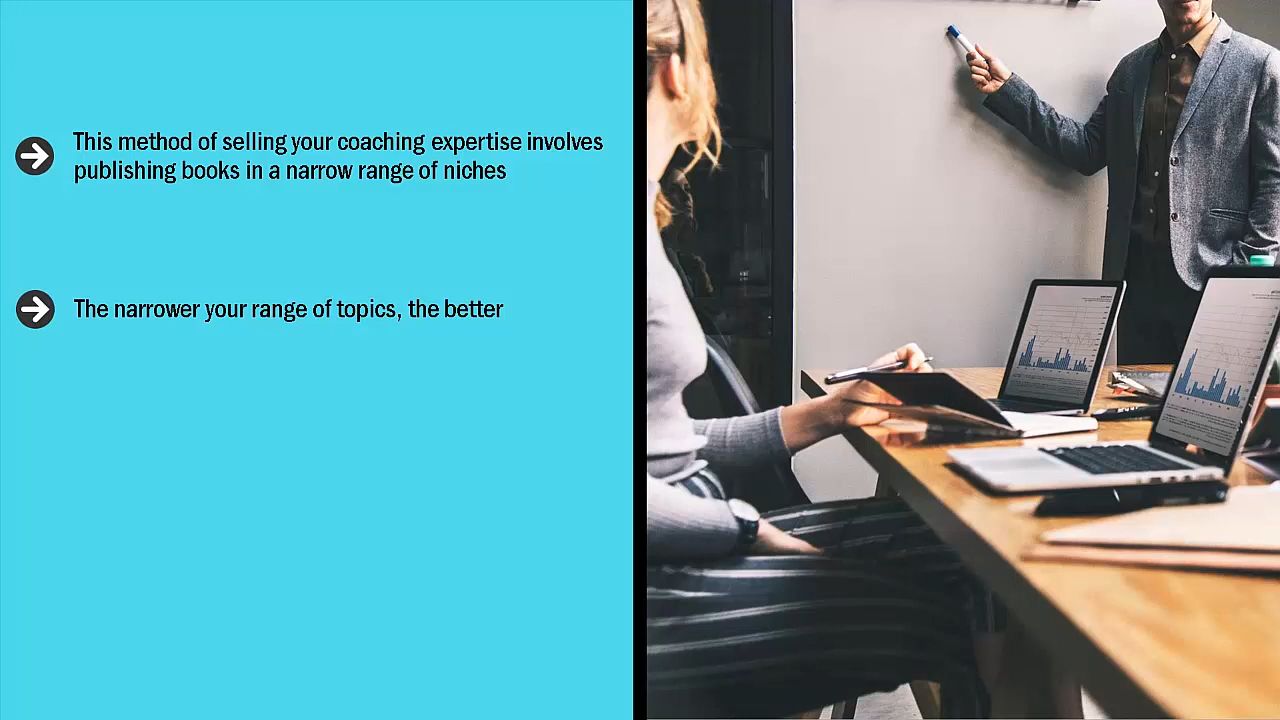 This method of selling your coaching expertise involves
publishing books in a narrow range of niches
The narrower your range of topics, the better